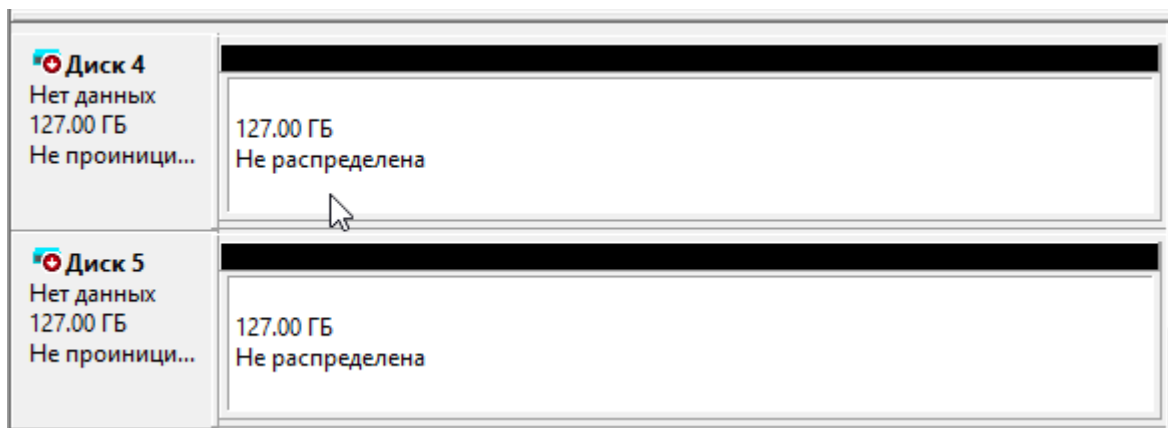 Диск 4
Нет данных
127.00 ГБ
Не проиници...
127.00 ГБ
Не распределена
Диск 5
Нет данных
127.00 ГБ
Не проиници...
127.00 ГБ
Не распределена